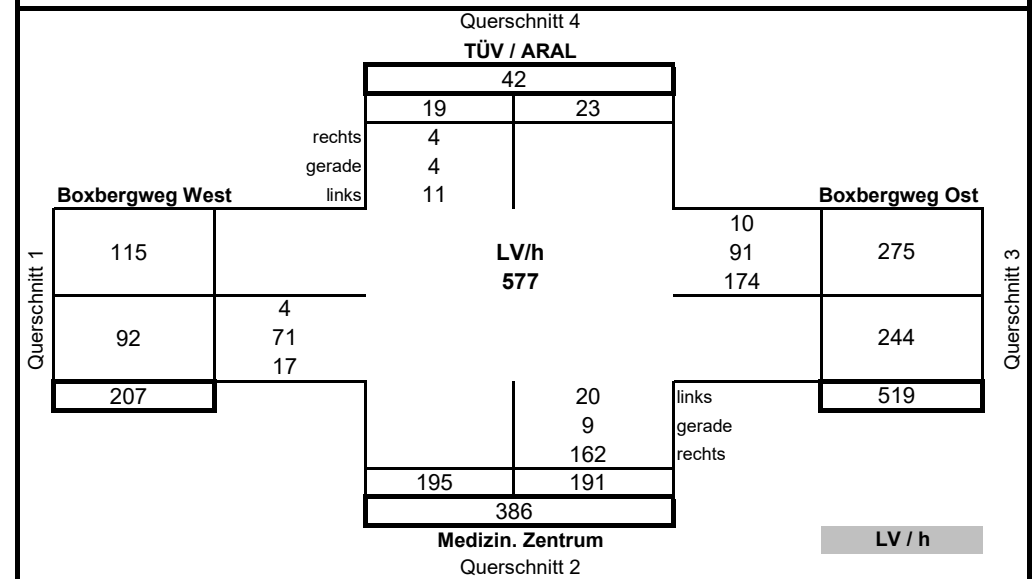 Querschnitt 4
TÜV / ARAL
42
19 23
rechts 4
gerade 4
links 11
Boxbergweg West
Boxbergweg Ost
Querschnitt 1
115
92
207
4
71
17
LV/h
577
10
91
174
275
244
519
Querschnitt 3
20 links
9 gerade
162 rechts
195 191
386
Medizin. Zentrum
Querschnitt 2
LV / h